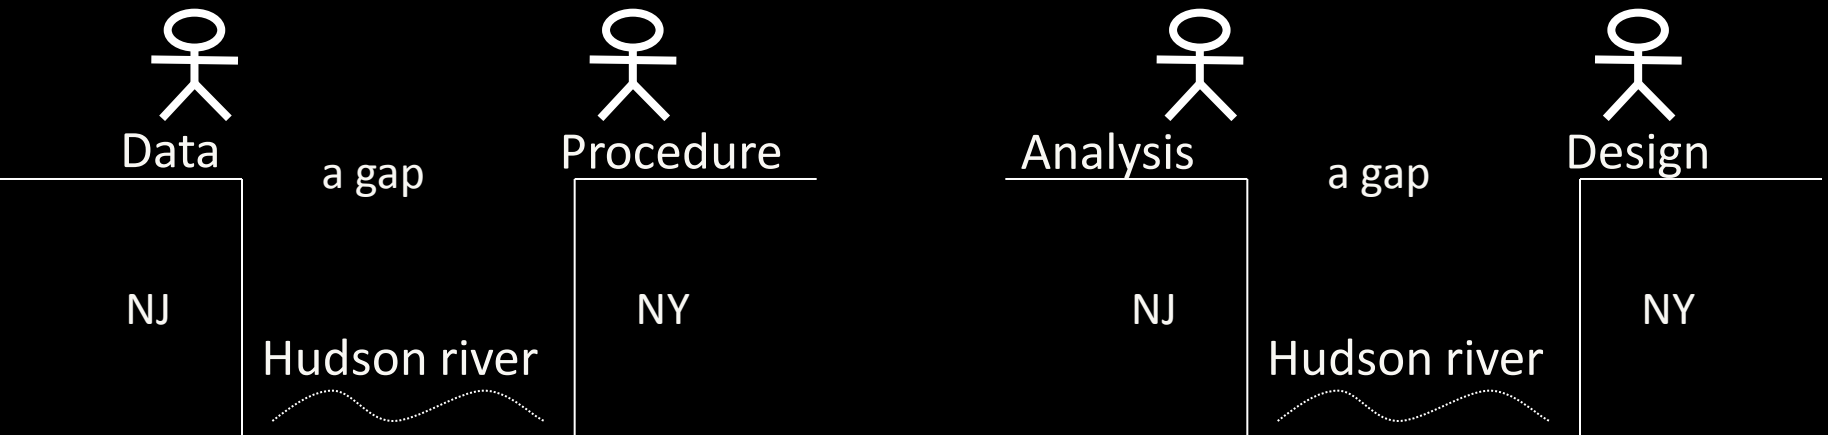 Data
a gap
Procedure
NJ
NY
Hudson river
Analysis
a gap
Design
NJ
NY
Hudson river